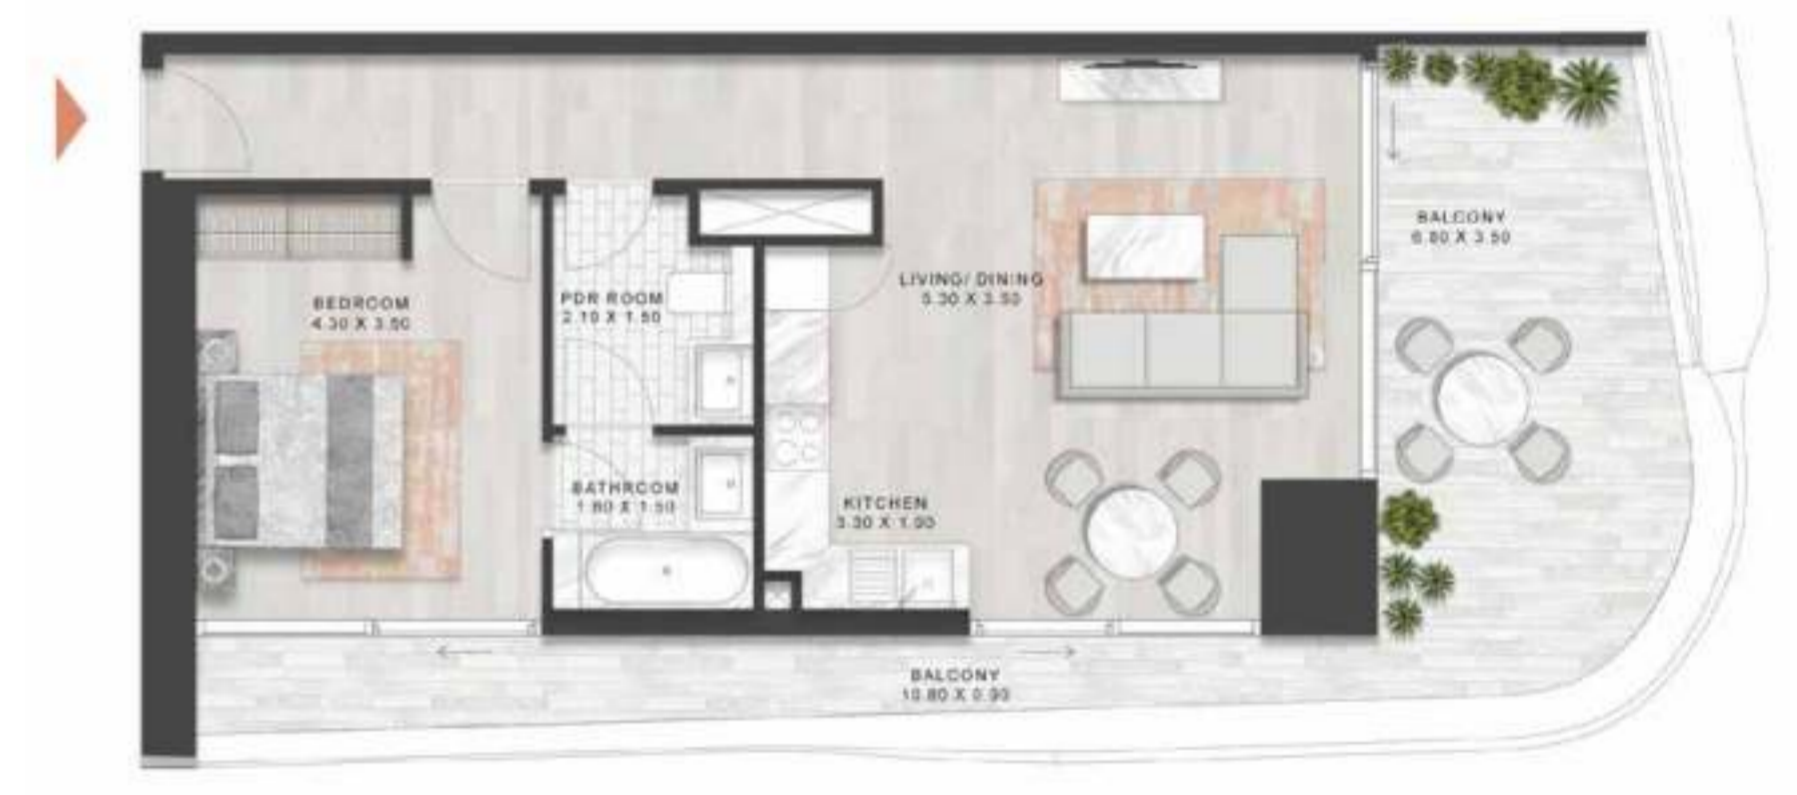 BALCONY
6.80 X 3.50
LIVING/ DINING
5.30 X 3.50
BEDROOM
4.30 X 3.50
PDR ROOM
2.10 X 1.50
BATHROOM
1.80 X 1.50
KITCHEN
3.30 X 1.90
BALCONY
10.80 X 0.90